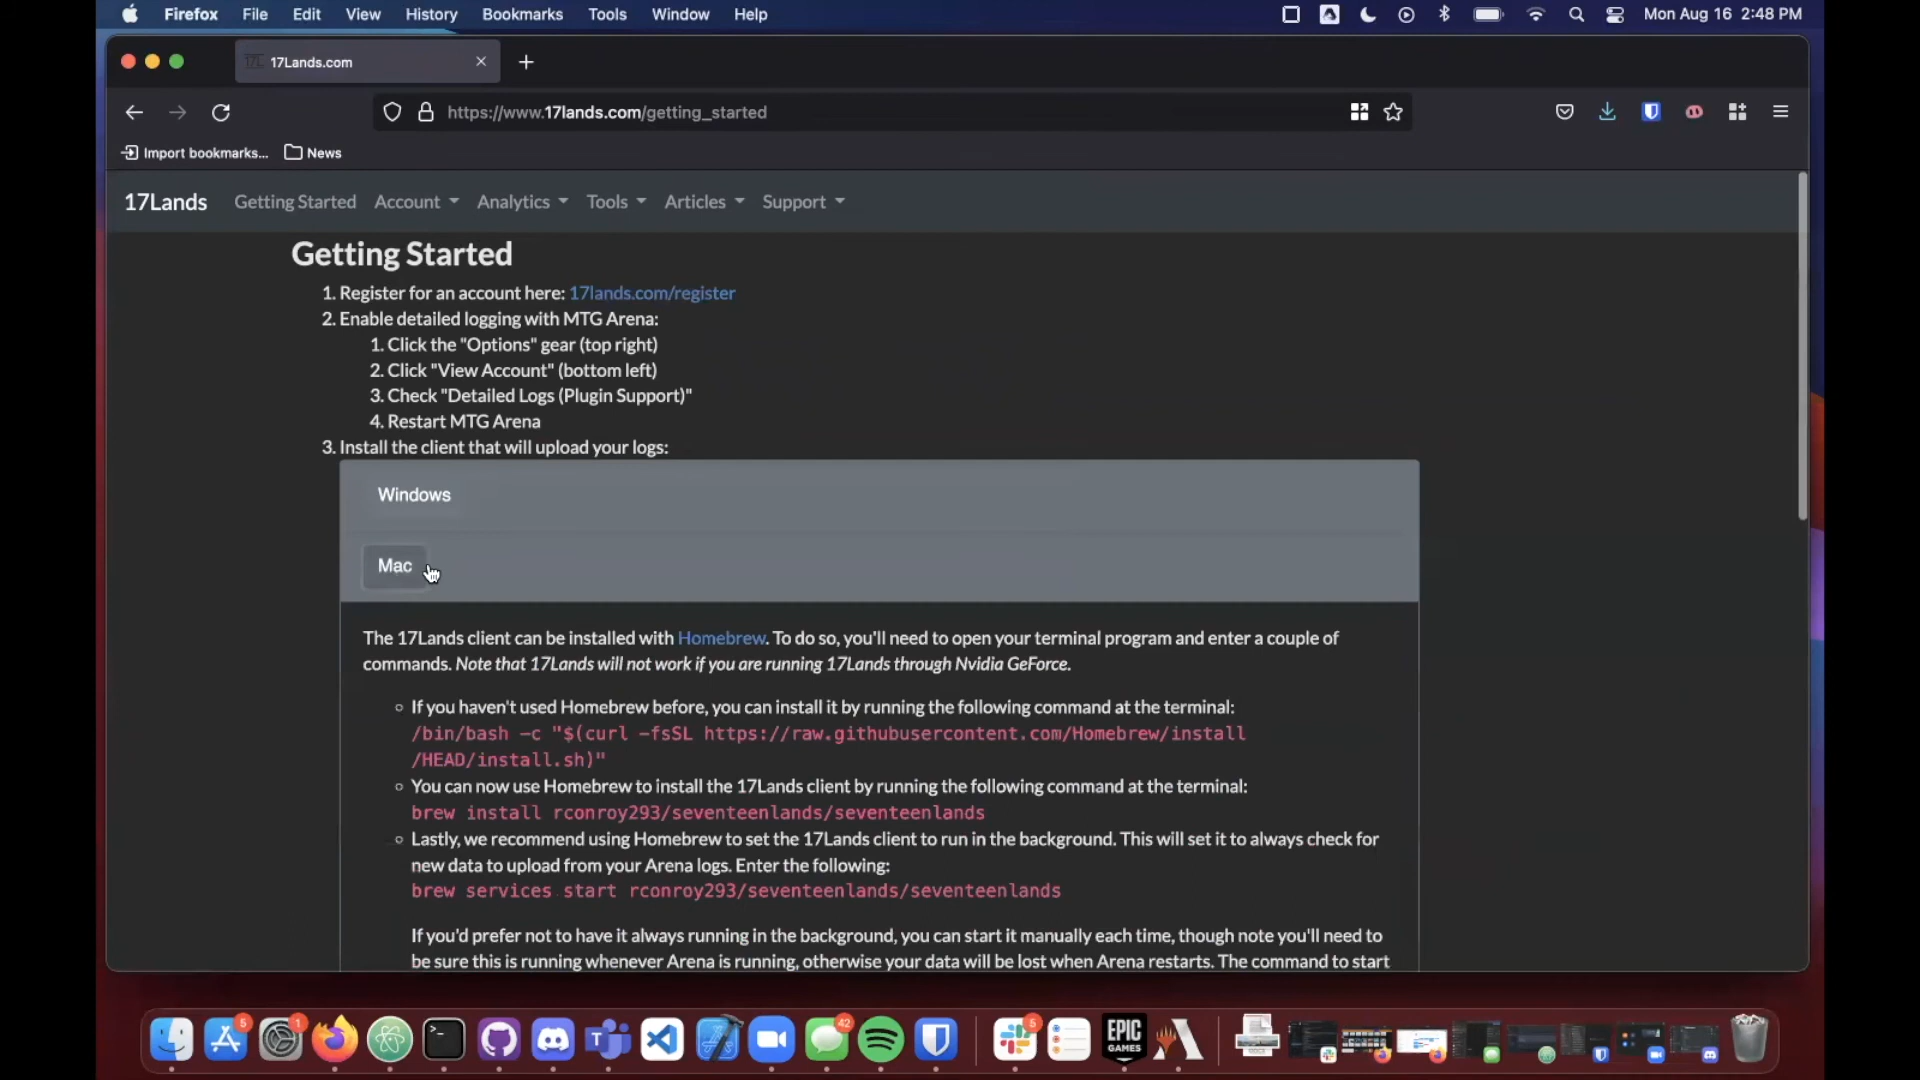 Firefox File Edit View History Bookmarks Tools Window Help Mon Aug 16 2:48 PM
17Lands.com
https://www.17lands.com/getting_started
Import bookmarks... News
17Lands Getting Started Account Analytics Tools Articles Support
Getting Started
1. Register for an account here: 17lands.com/register
2. Enable detailed logging with MTG Arena:
1. Click the "Options" gear (top right)
2. Click "View Account" (bottom left)
3. Check "Detailed Logs (Plugin Support)"
4. Restart MTG Arena
3. Install the client that will upload your logs:
Windows
Mac
The 17Lands client can be installed with Homebrew. To do so, you'll need to open your terminal program and enter a couple of
commands. Note that 17Lands will not work if you are running 17Lands through Nvidia GeForce.
If you haven't used Homebrew before, you can install it by running the following command at the terminal:
/bin/bash -c "$(curl -fsSL https://raw.githubusercontent.com/Homebrew/install
/HEAD/install.sh)"
You can now use Homebrew to install the 17Lands client by running the following command at the terminal:
brew install rconroy293/seventeenlands/seventeenlands
Lastly, we recommend using Homebrew to set the 17Lands client to run in the background. This will set it to always check for
new data to upload from your Arena logs. Enter the following:
brew services start rconroy293/seventeenlands/seventeenlands
If you'd prefer not to have it always running in the background, you can start it manually each time, though note you'll need to
be sure this is running whenever Arena is running, otherwise your data will be lost when Arena restarts. The command to start
5 1 42 5
EPIC
GAMES